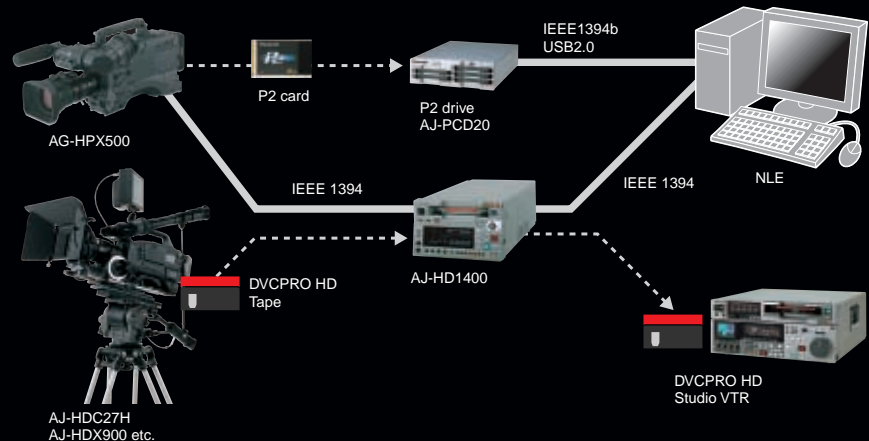 IEEE1394b
USB2.0
P2
P2 card
P2 drive
AJ-PCD20
AG-HPX500
NLE
IEEE 1394
IEEE 1394
AJ-HD1400
DVCPRO HD
Tape
DVCPRO HD
Studio VTR
AJ-HDC27H
AJ-HDX900 etc.